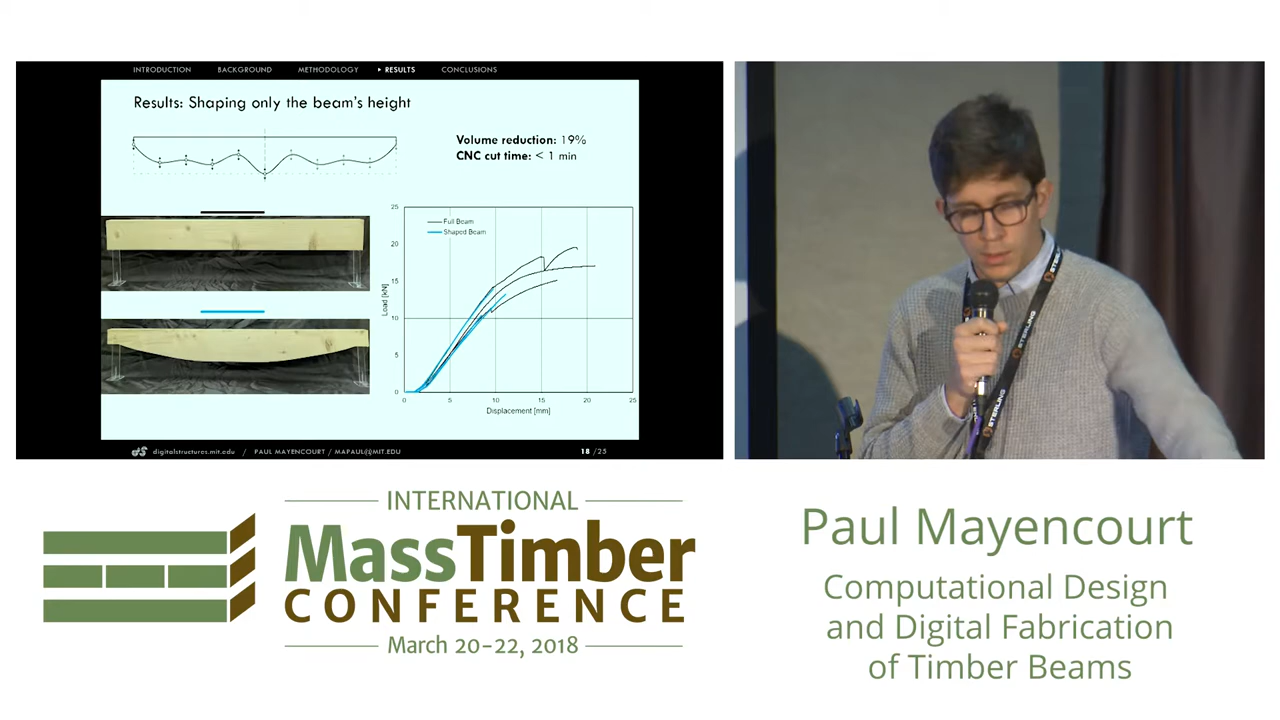 INTRODUCTION BACKGROUND METHODOLOGY ▸ RESULTS CONCLUSIONS
Results: Shaping only the beam's height
Volume reduction: 19%
CNC cut time: < 1 min
25
20
15
10
5
0
Load [kN]
Full Beam
Shaped Beam
0 5 10 15 20 25
Displacement [mm]
digitalstructures.mit.edu / PAUL MAYENCOURT / MAPAUL@MIT.EDU 18 /25
STERLING
STERLING
STERLING
INTERNATIONAL
MassTimber
CONFERENCE
March 20-22, 2018
Paul Mayencourt
Computational Design
and Digital Fabrication
of Timber Beams